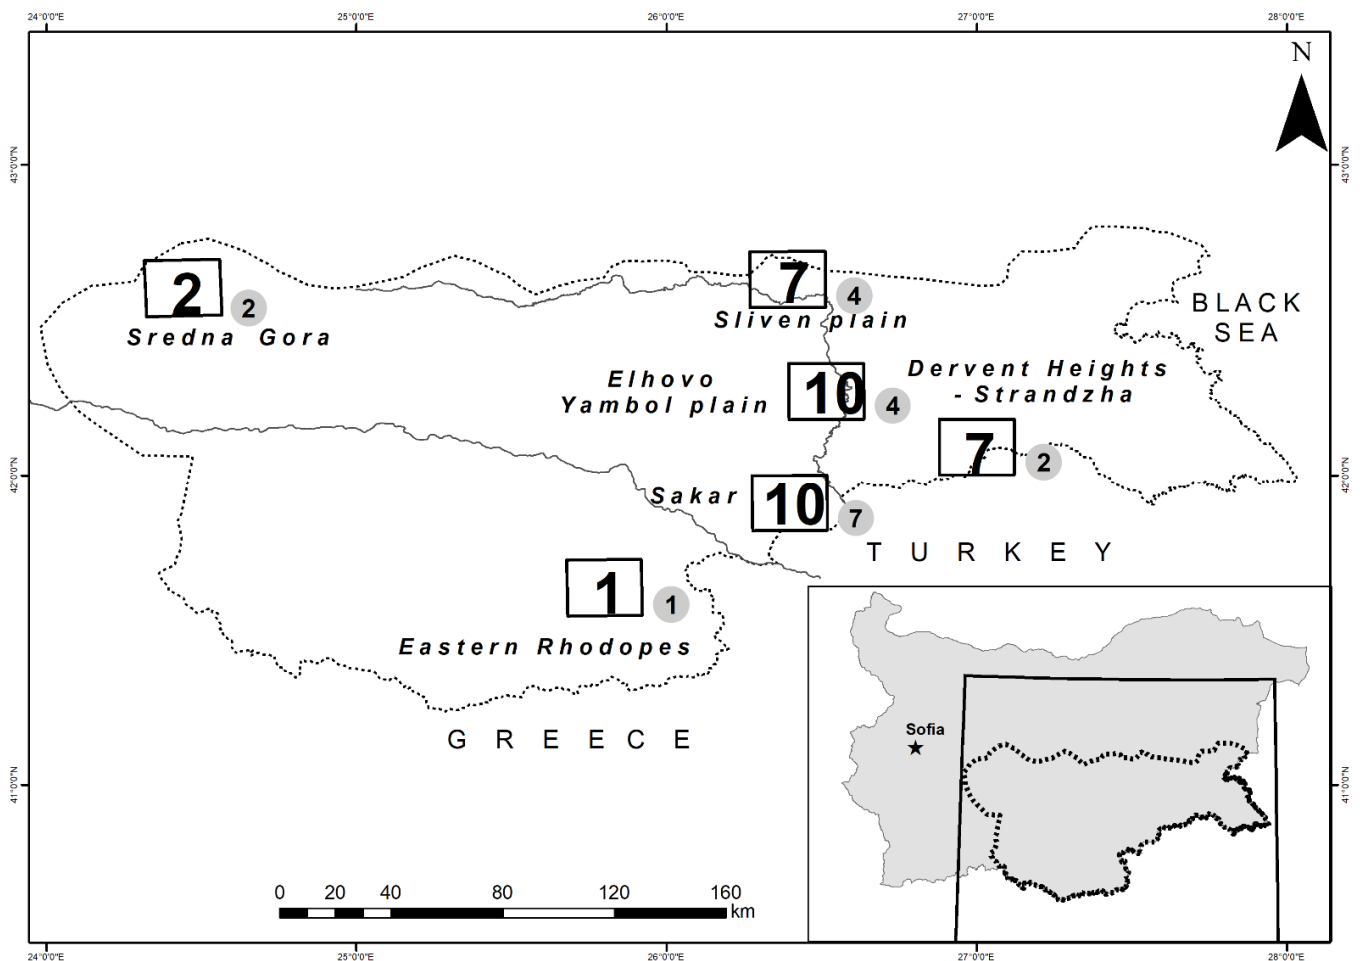 24°0'0"E 25°0'0"E 26°0'0"E 27°0'0"E 28°0'0"E
N
43°0'0"N 43°0'0"N
2 2
Sredna Gora
7 4
Sliven plain
BLACK
SEA
Elhovo
Yambol plain
10 4
Dervent Heights
- Strandzha
7 2
42°0'0"N 42°0'0"N
Sakar 10 7
TURKEY
1 1
Eastern Rhodopes
GREECE
Sofia
41°0'0"N 41°0'0"N
0 20 40 80 120 160
km
24°0'0"E 25°0'0"E 26°0'0"E 27°0'0"E 28°0'0"E